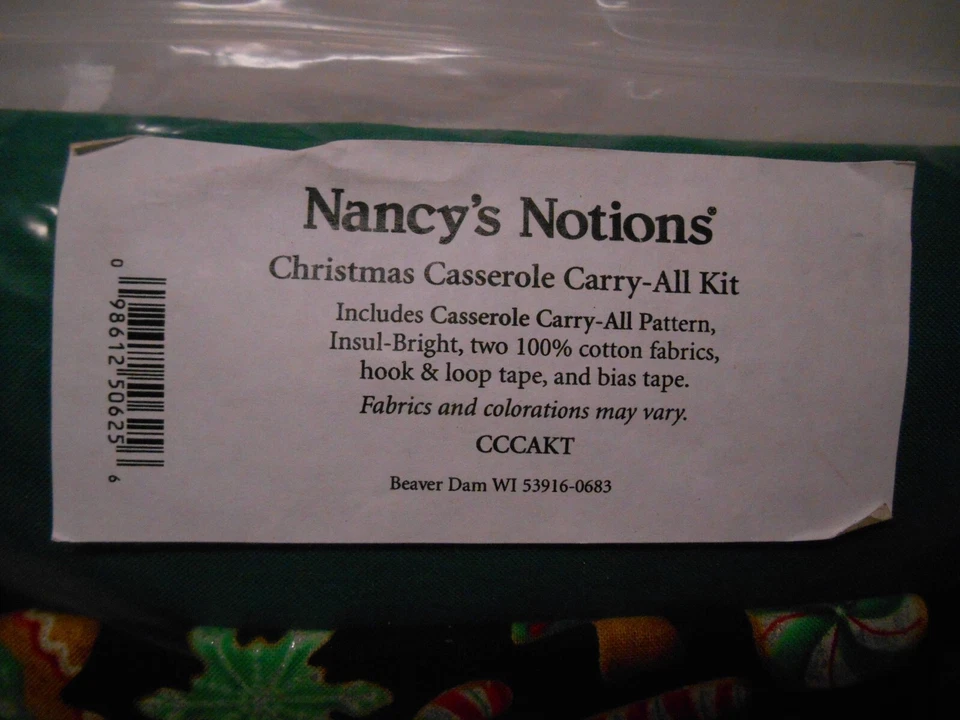 Nancy's Notions®
Christmas Casserole Carry-All Kit
Includes Casserole Carry-All Pattern,
Insul-Bright, two 100% cotton fabrics,
hook & loop tape, and bias tape.
Fabrics and colorations may vary.
CCCAKT
Beaver Dam WI 53916-0683
0 98612 50625 6